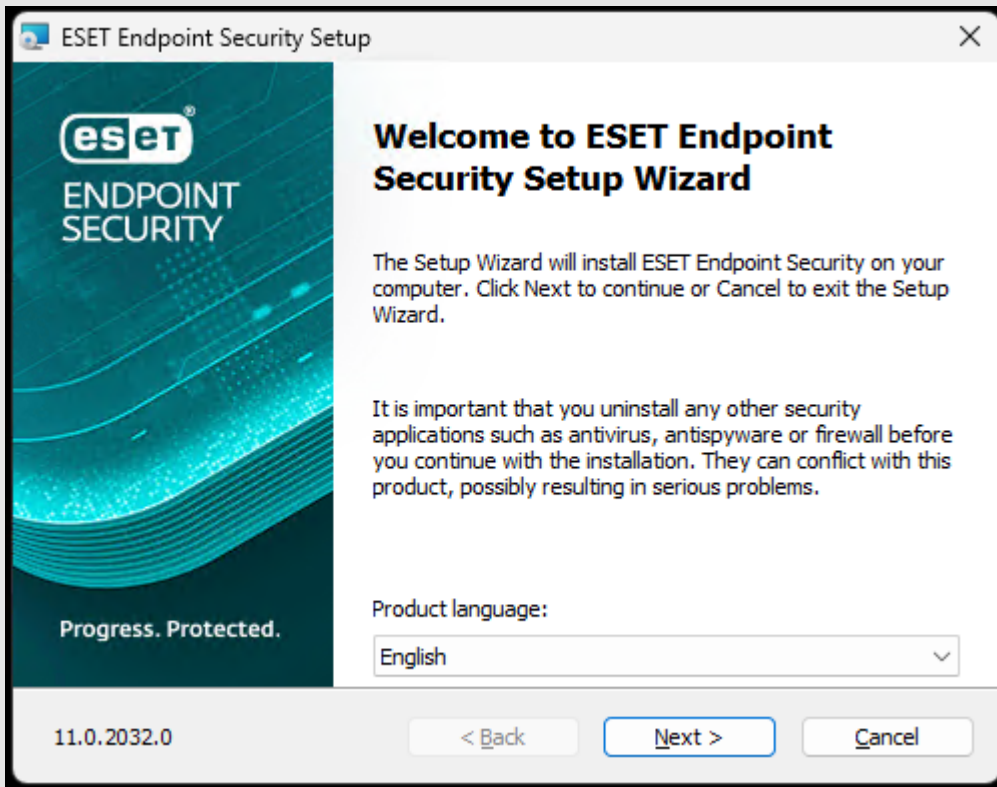 ESET Endpoint Security Setup
eset®
ENDPOINT
SECURITY
Progress. Protected.
Welcome to ESET Endpoint
Security Setup Wizard
The Setup Wizard will install ESET Endpoint Security on your
computer. Click Next to continue or Cancel to exit the Setup
Wizard.
It is important that you uninstall any other security
applications such as antivirus, antispyware or firewall before
you continue with the installation. They can conflict with this
product, possibly resulting in serious problems.
Product language:
English
11.0.2032.0
< Back
Next >
Cancel